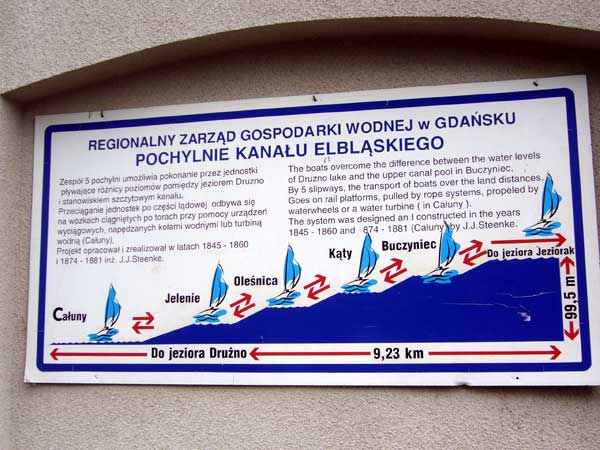 REGIONALNY ZARZĄD GOSPODARKI WODNEJ w GDAŃSKU
POCHYLNIE KANAŁU ELBLĄSKIEGO
Zespół 5 pochylni umożliwia pokonanie przez jednostki
pływające różnicy poziomów pomiędzy jeziorem Druzno
i stanowiskiem szczytowym kanału.
Przeciąganie jednostek po części lądowej odbywa się
na wózkach ciągniętych po torach przy pomocy urządzeń
wyciągowych, napędzanych kołami wodnymi lub turbiną
wodną (Całuny).
Projekt opracował i zrealizował w latach 1845 - 1860
i 1874 - 1881 inż. J.J.Steenke.
The boats overcome the difference between the water levels
of Druzno lake and the upper canal pool in Buczyniec.
By 5 slipways, the transport of boats over the land distances.
Goes on rail platforms, pulled by rope systems, propeled by
waterwheels or a water turbine ( in Caluny ).
The system was designed an I constructed in the years
1845 - 1860 and 874 - 1881 (Caluny) by J.J.Steenke.
Całuny
Jelenie
Oleśnica
Kąty
Buczyniec
Do jeziora Jeziorak
99,5 m
Do jeziora Drużno
9,23 km